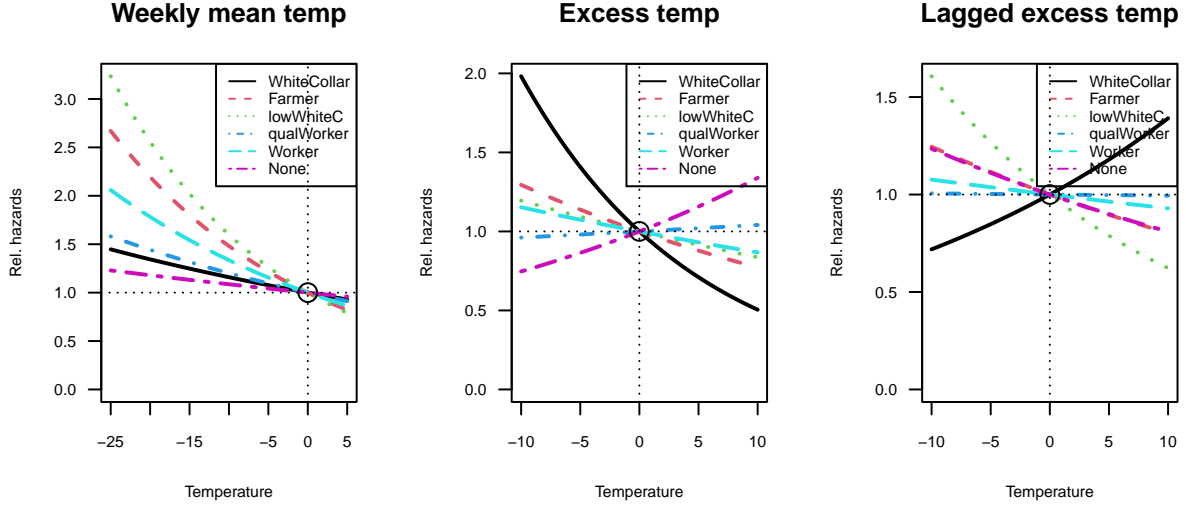 Weekly mean temp
Rel. hazards
3.0
2.5
2.0
1.5
1.0
0.5
0.0
WhiteCollar
Farmer
lowWhiteC
qualWorker
Worker
None
−25
−15
−5
0
5
Temperature
Excess temp
Rel. hazards
2.0
1.5
1.0
0.5
0.0
WhiteCollar
Farmer
lowWhiteC
qualWorker
Worker
None
−10
−5
0
5
10
Temperature
Lagged excess temp
Rel. hazards
1.5
1.0
0.5
0.0
WhiteCollar
Farmer
lowWhiteC
qualWorker
Worker
None
−10
−5
0
5
10
Temperature